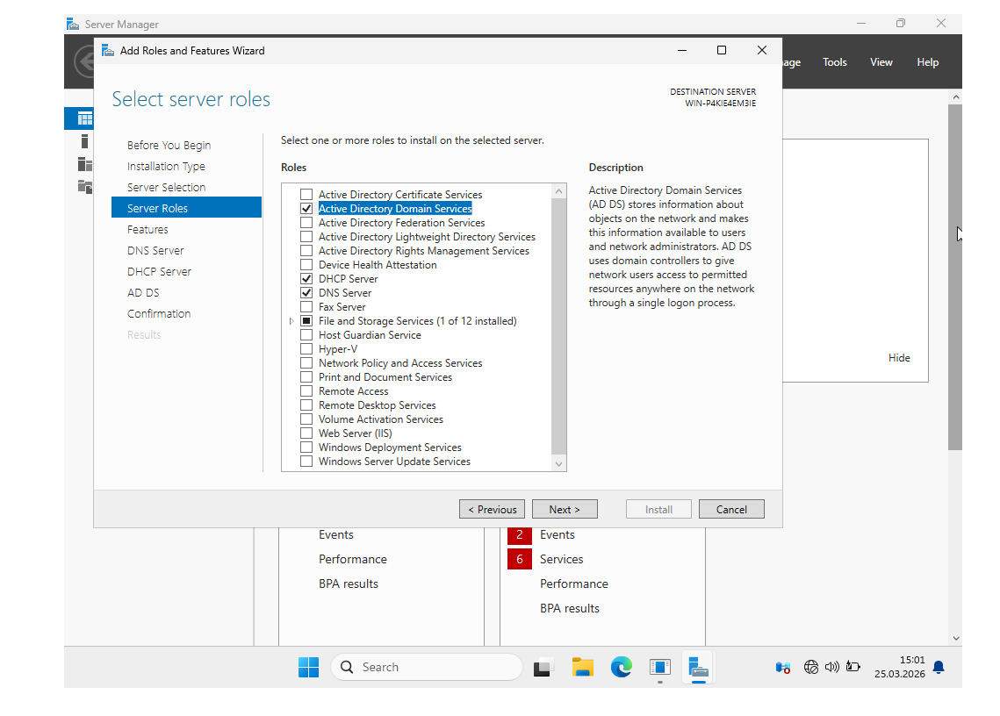 Server Manager
Add Roles and Features Wizard
age Tools View Help
Select server roles
DESTINATION SERVER
WIN-P4KIE4EM3IE
Before You Begin
Installation Type
Server Selection
Server Roles
Features
DNS Server
DHCP Server
AD DS
Confirmation
Results
Select one or more roles to install on the selected server.
Roles
Active Directory Certificate Services
Active Directory Domain Services
Active Directory Federation Services
Active Directory Lightweight Directory Services
Active Directory Rights Management Services
Device Health Attestation
DHCP Server
DNS Server
Fax Server
File and Storage Services (1 of 12 installed)
Host Guardian Service
Hyper-V
Network Policy and Access Services
Print and Document Services
Remote Access
Remote Desktop Services
Volume Activation Services
Web Server (IIS)
Windows Deployment Services
Windows Server Update Services
Description
Active Directory Domain Services
(AD DS) stores information about
objects on the network and makes
this information available to users
and network administrators. AD DS
uses domain controllers to give
network users access to permitted
resources anywhere on the network
through a single logon process.
Hide
< Previous
Next >
Install
Cancel
Events
Performance
BPA results
2 Events
6 Services
Performance
BPA results
Search
15:01
25.03.2026